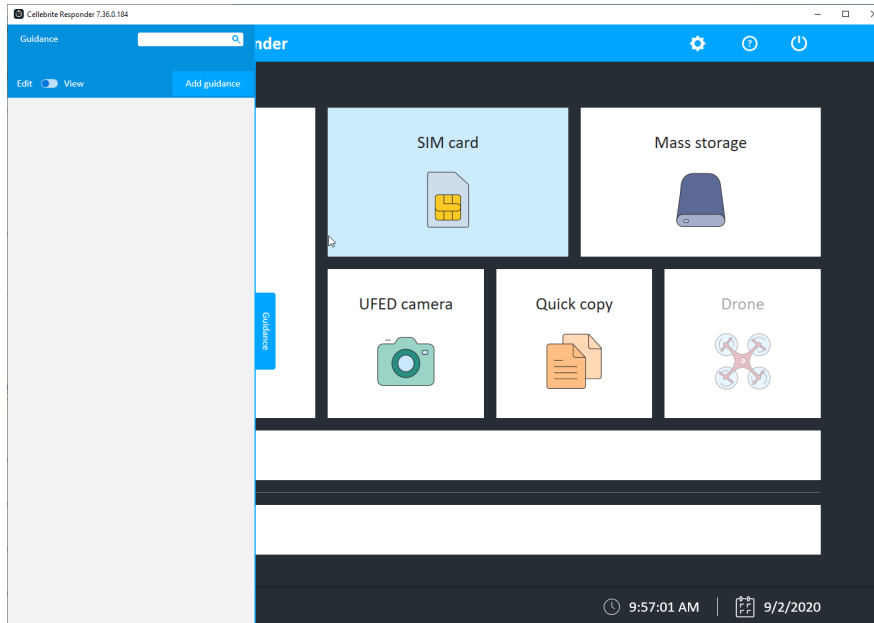 Cellebrite Responder 7.36.0.184
Guidance
nder
Edit View
Add guidance
SIM card
Mass storage
Guidance
UFED camera
Quick copy
Drone
9:57:01 AM
9/2/2020